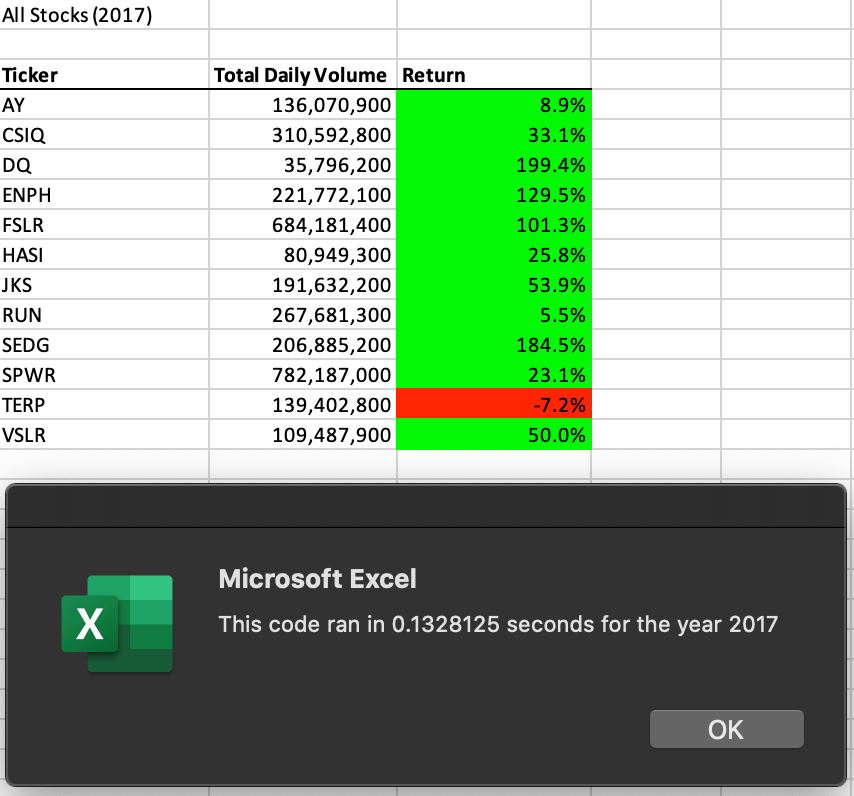 All Stocks (2017)
Ticker Total Daily Volume Return
AY 136,070,900 8.9%
CSIQ 310,592,800 33.1%
DQ 35,796,200 199.4%
ENPH 221,772,100 129.5%
FSLR 684,181,400 101.3%
HASI 80,949,300 25.8%
JKS 191,632,200 53.9%
RUN 267,681,300 5.5%
SEDG 206,885,200 184.5%
SPWR 782,187,000 23.1%
TERP 139,402,800 -7.2%
VSLR 109,487,900 50.0%
Microsoft Excel
X
This code ran in 0.1328125 seconds for the year 2017
OK